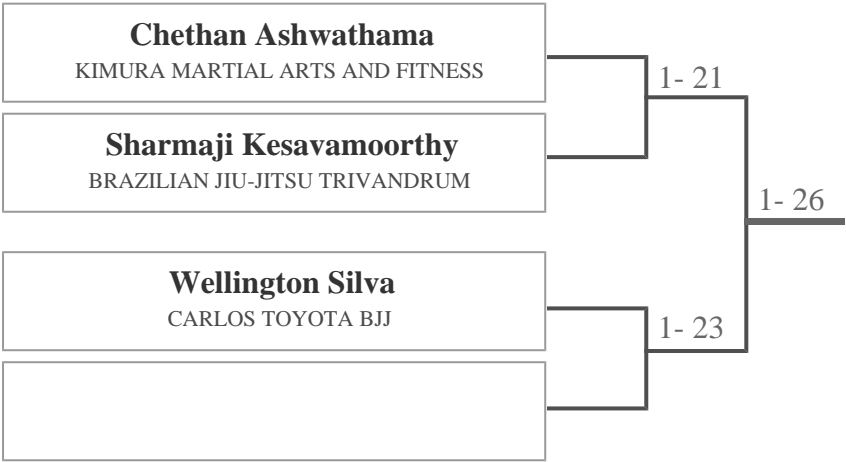 Chethan Ashwathama
KIMURA MARTIAL ARTS AND FITNESS
1- 21
Sharmaji Kesavamoorthy
BRAZILIAN JIU-JITSU TRIVANDRUM
1- 26
Wellington Silva
CARLOS TOYOTA BJJ
1- 23